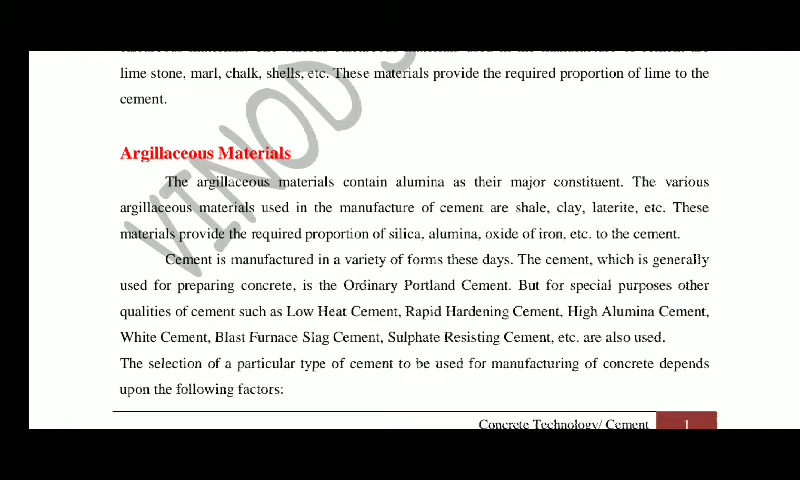 lime stone, marl, chalk, shells, etc. These materials provide the required proportion of lime to the
cement.
Argillaceous Materials
The argillaceous materials contain alumina as their major constituent. The various
argillaceous materials used in the manufacture of cement are shale, clay, laterite, etc. These
materials provide the required proportion of silica, alumina, oxide of iron, etc. to the cement.
Cement is manufactured in a variety of forms these days. The cement, which is generally
used for preparing concrete, is the Ordinary Portland Cement. But for special purposes other
qualities of cement such as Low Heat Cement, Rapid Hardening Cement, High Alumina Cement,
White Cement, Blast Furnace Slag Cement, Sulphate Resisting Cement, etc. are also used.
The selection of a particular type of cement to be used for manufacturing of concrete depends
upon the following factors:
Concrete Technology/ Cement 1
VINOD